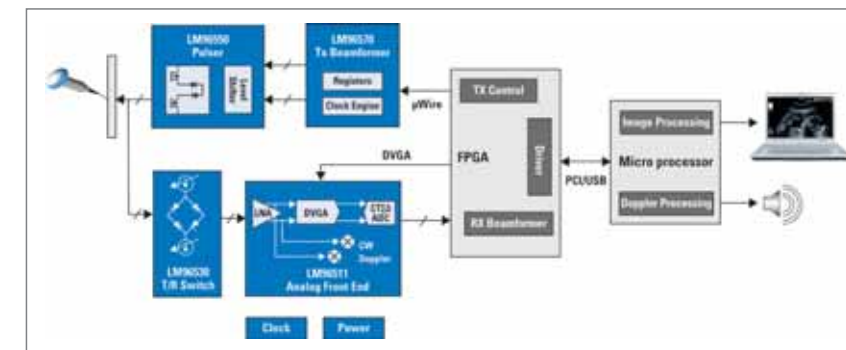 LM96550
Pulser
Level
Shifter
LM96570
Tx Beamformer
Registers
Clock Engine
µWire
TX Control
FPGA
Driver
RX Beamformer
DVGA
PCI/USB
Image Processing
Micro processor
Doppler Processing
LM96530
T/R Switch
LNA
DVGA
CTΣΔ
ADC
CW
Doppler
LM96511
Analog Front End
Clock
Power